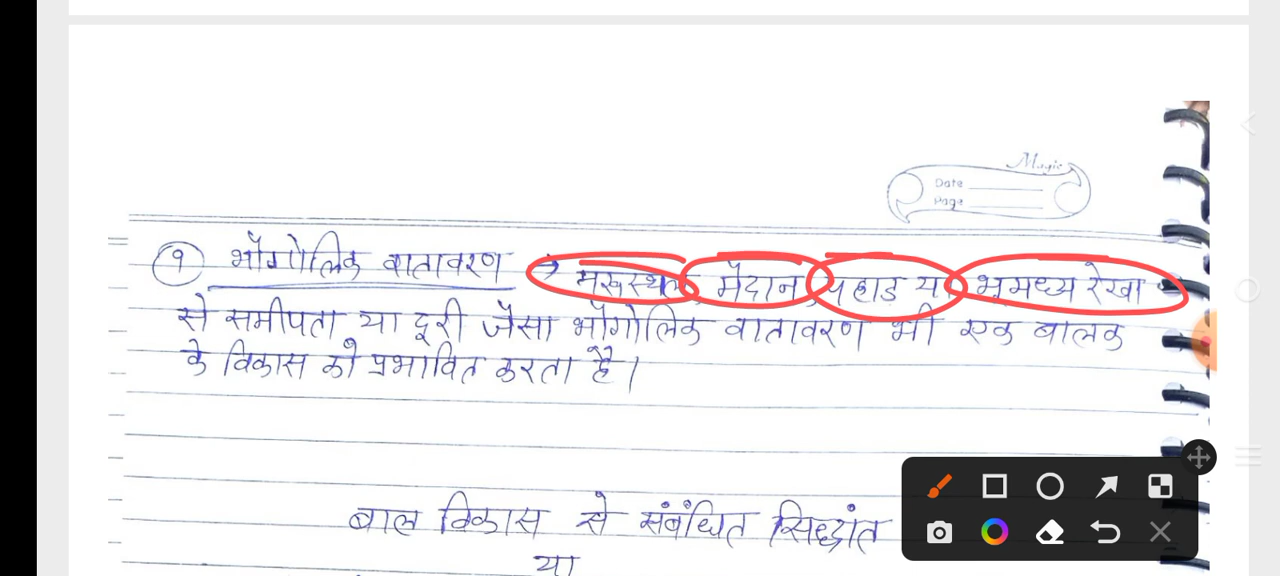 Magic
Date
Page
(9) भौगोलिक वातावरण → मरूस्थल, मैदान, पहाड या भूमध्य रेखा
से समीपता या दूरी जैसा भौगोलिक वातावरण भी एक बालक
के विकास को प्रभावित करता है।
बाल विकास से संबंधित सिद्धांत
या